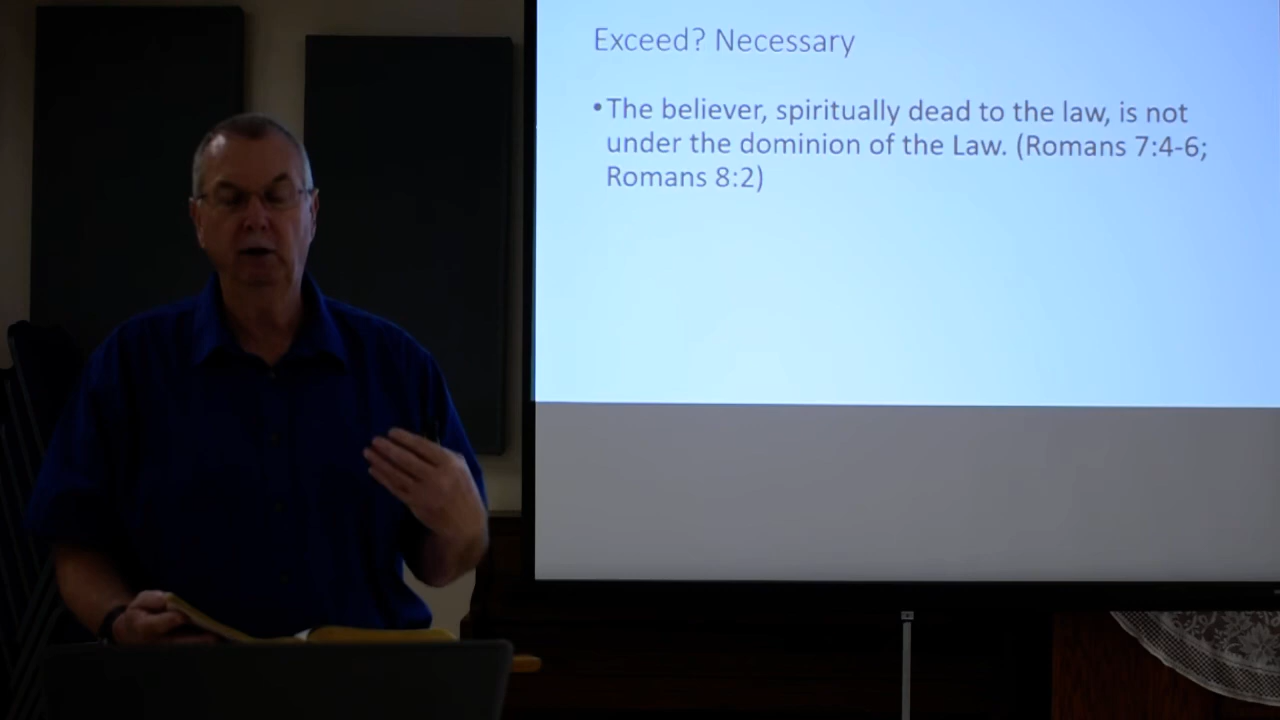 Exceed? Necessary
•The believer, spiritually dead to the law, is not
under the dominion of the Law. (Romans 7:4-6;
Romans 8:2)